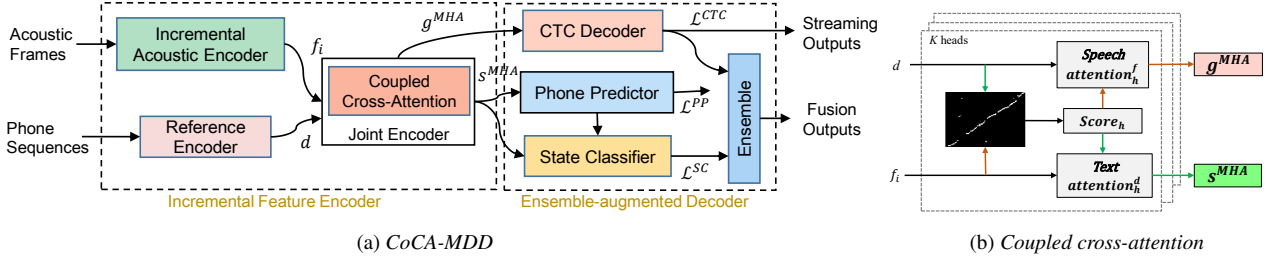 Acoustic
Frames
Incremental
Acoustic Encoder
f_i
Phone
Sequences
Reference
Encoder
d
Coupled
Cross-Attention
Joint Encoder
Incremental Feature Encoder
g^{MHA}
s^{MHA}
CTC Decoder
ℒ^{CTC}
Phone Predictor
ℒ^{PP}
State Classifier
ℒ^{SC}
Ensemble
Ensemble-augmented Decoder
Streaming
Outputs
Fusion
Outputs
(a) CoCA-MDD
K heads
d
Speech
attention_h^f
g^{MHA}
Score_h
f_i
Text
attention_h^d
s^{MHA}
(b) Coupled cross-attention